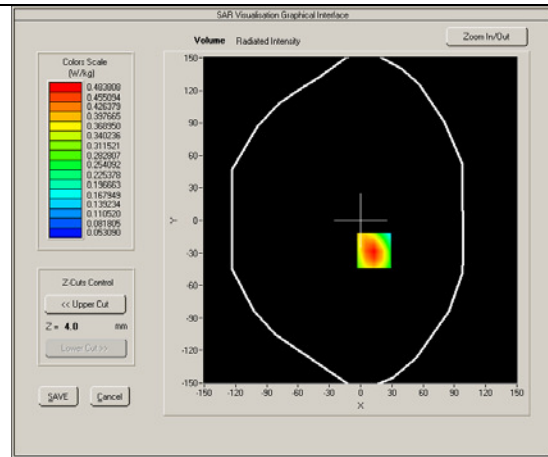 SAR Visualisation Graphical Interface
Volume Radiated Intensity
Zoom In/Out
Colors Scale
(W/kg)
0.483808
0.455094
0.426379
0.397665
0.368950
0.340236
0.311521
0.282807
0.254092
0.225378
0.196663
0.167949
0.139234
0.110520
0.081805
0.053090
Z-Cuts Control
<< Upper Cut
Z = 4.0 mm
Lower Cut >>
SAVE Cancel
150
120
90
60
30
0
-30
-60
-90
-120
-150
Y
-150 -120 -90 -60 -30 0 30 60 90 120 150
X